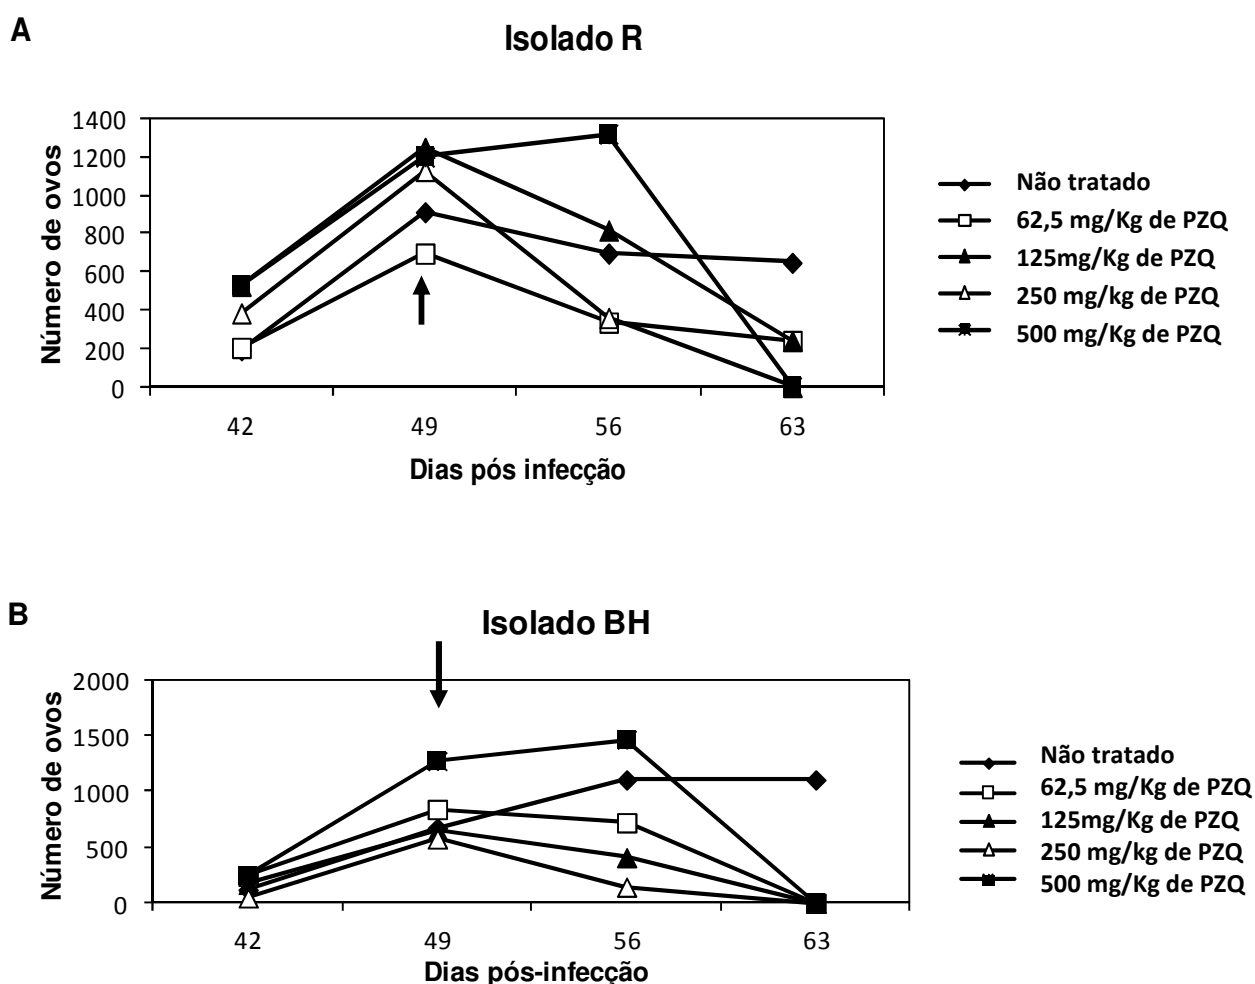 A
Isolado R
1400
1200
1000
800
600
400
200
0
Número de ovos
42 49 56 63
Dias pós infecção
Não tratado
62,5 mg/Kg de PZQ
125mg/Kg de PZQ
250 mg/kg de PZQ
500 mg/Kg de PZQ
B
Isolado BH
2000
1500
1000
500
0
Número de ovos
42 49 56 63
Dias pós-infecção
Não tratado
62,5 mg/Kg de PZQ
125mg/Kg de PZQ
250 mg/kg de PZQ
500 mg/Kg de PZQ